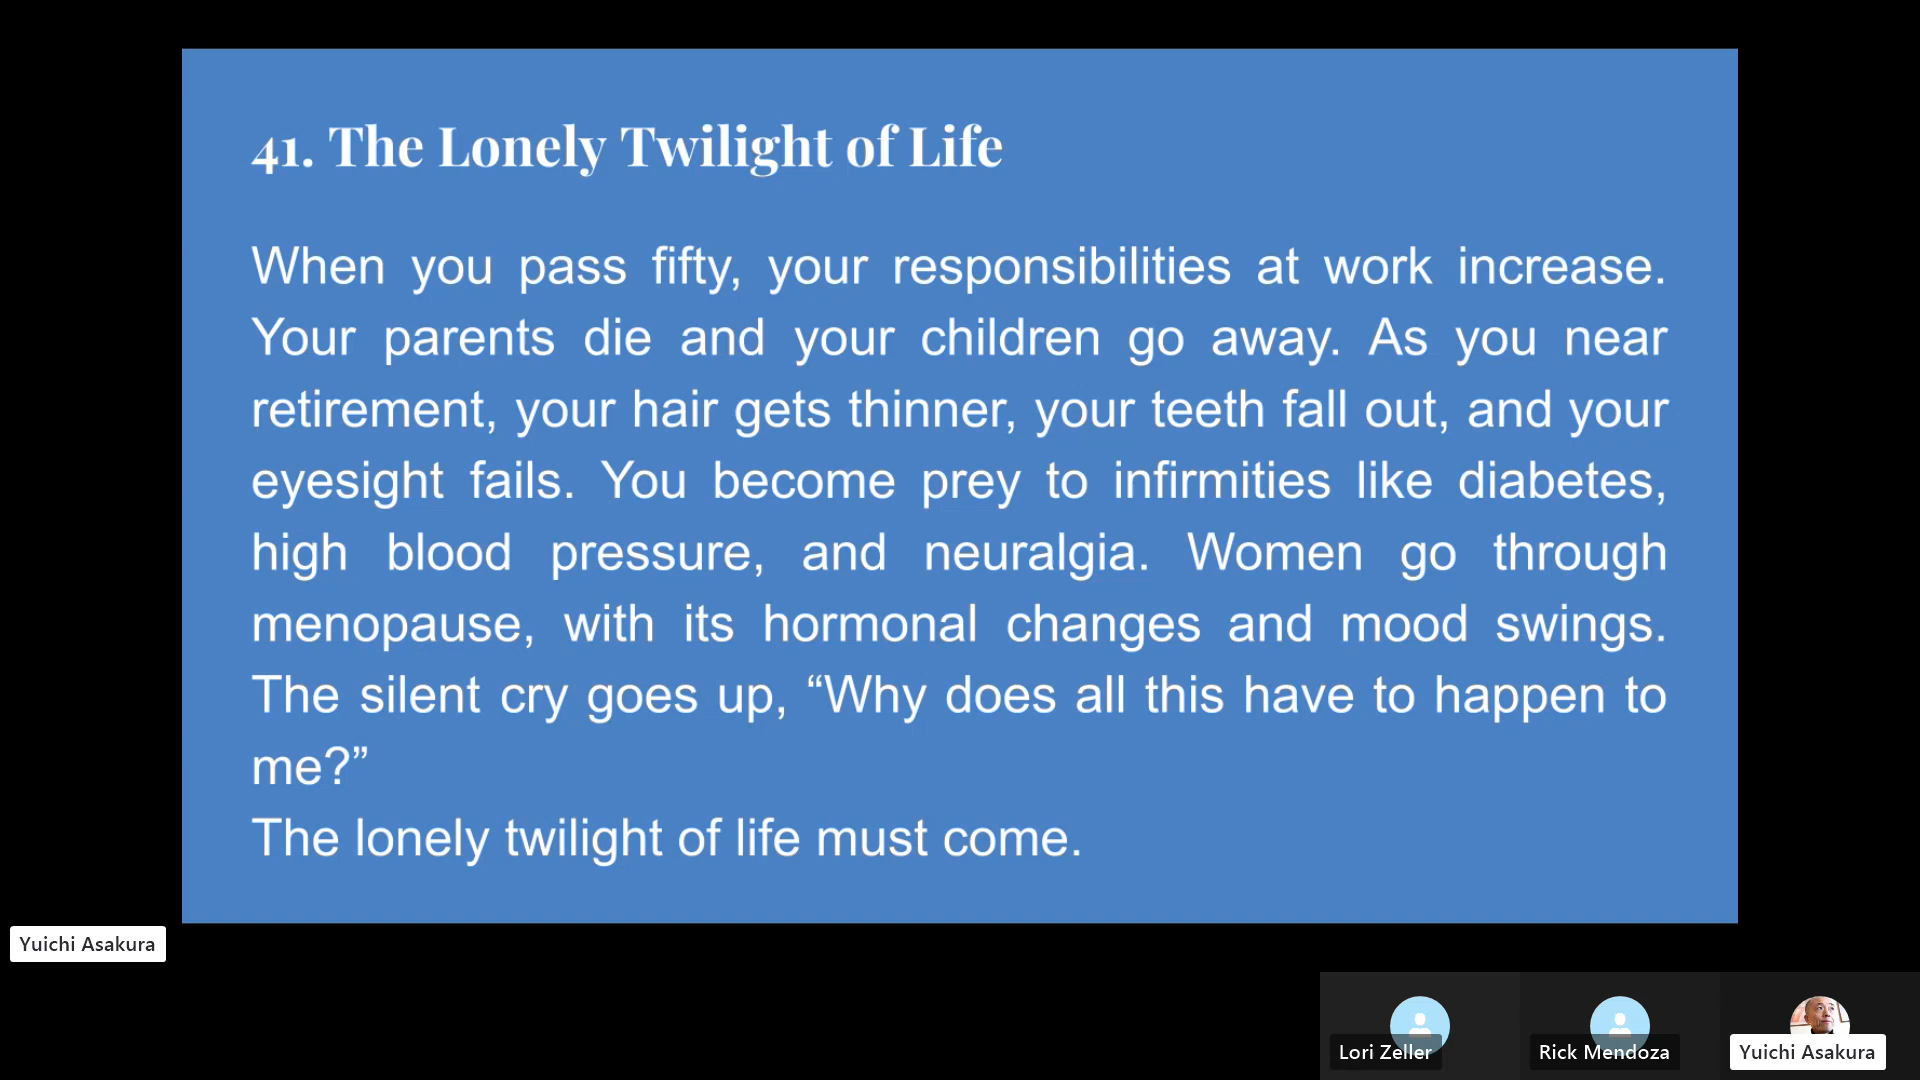 41. The Lonely Twilight of Life
When you pass fifty, your responsibilities at work increase.
Your parents die and your children go away. As you near
retirement, your hair gets thinner, your teeth fall out, and your
eyesight fails. You become prey to infirmities like diabetes,
high blood pressure, and neuralgia. Women go through
menopause, with its hormonal changes and mood swings.
The silent cry goes up, “Why does all this have to happen to
me?”
The lonely twilight of life must come.
Yuichi Asakura
Lori Zeller
Rick Mendoza
Yuichi Asakura